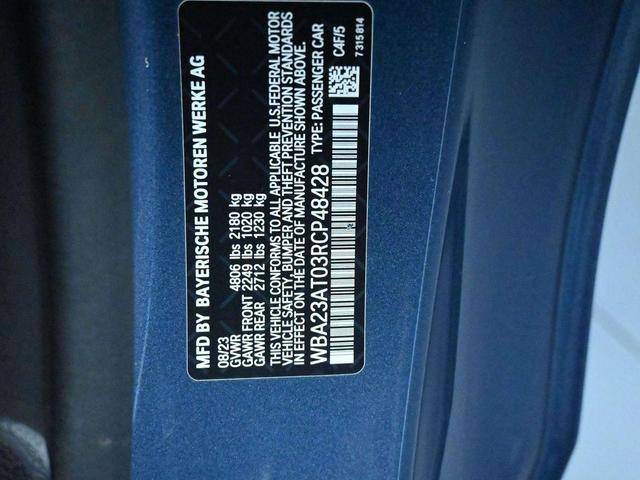 MFD BY BAYERISCHE MOTOREN WERKE AG
08/23
GVWR 4806 lbs 2180 kg
GAWR FRONT 2249 lbs 1020 kg
GAWR REAR 2712 lbs 1230 kg
THIS VEHICLE CONFORMS TO ALL APPLICABLE U.S.FEDERAL MOTOR
VEHICLE SAFETY, BUMPER AND THEFT PREVENTION STANDARDS
IN EFFECT ON THE DATE OF MANUFACTURE SHOWN ABOVE.
WBA23AT03RCP48428 TYPE: PASSENGER CAR
C4F/5
7315814